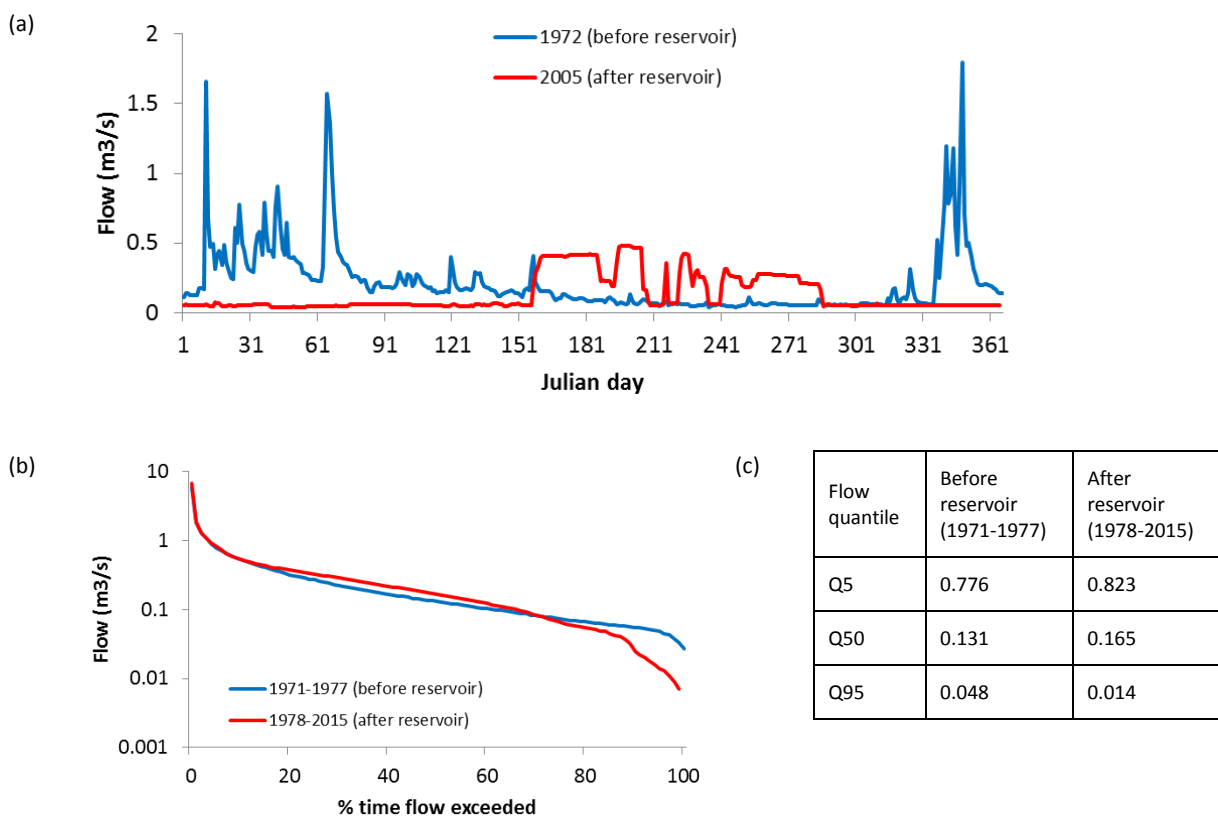 (a)
2
1.5
1
0.5
0
Flow (m3/s)
1972 (before reservoir)
2005 (after reservoir)
1 31 61 91 121 151 181 211 241 271 301 331 361
Julian day
(b)
10
1
0.1
0.01
0.001
Flow (m3/s)
1971-1977 (before reservoir)
1978-2015 (after reservoir)
0 20 40 60 80 100
% time flow exceeded
(c)
Flow
quantile
Before
reservoir
(1971-1977)
After
reservoir
(1978-2015)
Q5 0.776 0.823
Q50 0.131 0.165
Q95 0.048 0.014